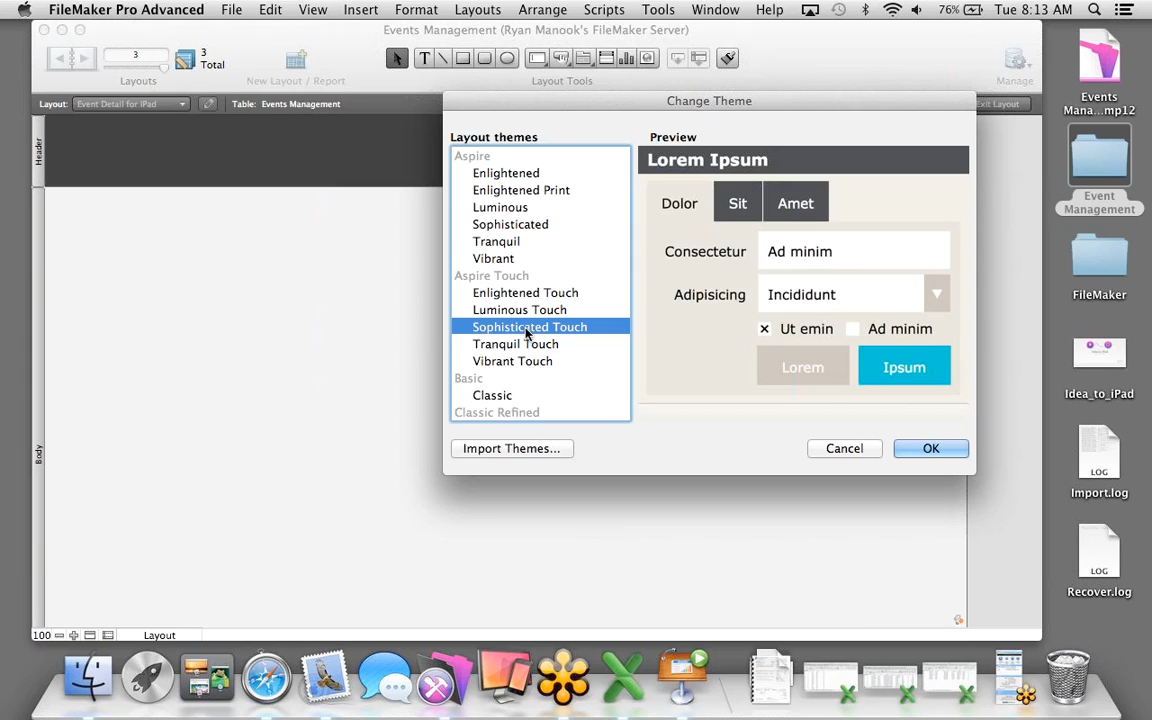 FileMaker Pro Advanced File Edit View Insert Format Layouts Arrange Scripts Tools Window Help 76% Tue 8:13 AM
Events Management (Ryan Manook's FileMaker Server)
3
3
Total
Layouts
New Layout / Report
T
Layout Tools
Manage
Layout: Event Detail for iPad Table: Events Management Exit Layout
Header
Body
Change Theme
Layout themes
Aspire
Enlightened
Enlightened Print
Luminous
Sophisticated
Tranquil
Vibrant
Aspire Touch
Enlightened Touch
Luminous Touch
Sophisticated Touch
Tranquil Touch
Vibrant Touch
Basic
Classic
Classic Refined
Import Themes...
Preview
Lorem Ipsum
Dolor Sit Amet
Consectetur Ad minim
Adipisicing Incididunt
Ut emin Ad minim
Lorem Ipsum
Cancel OK
100 Layout
Events
Mana...mp12
Event
Management
FileMaker
Idea_to_iPad
LOG
Import.log
LOG
Recover.log